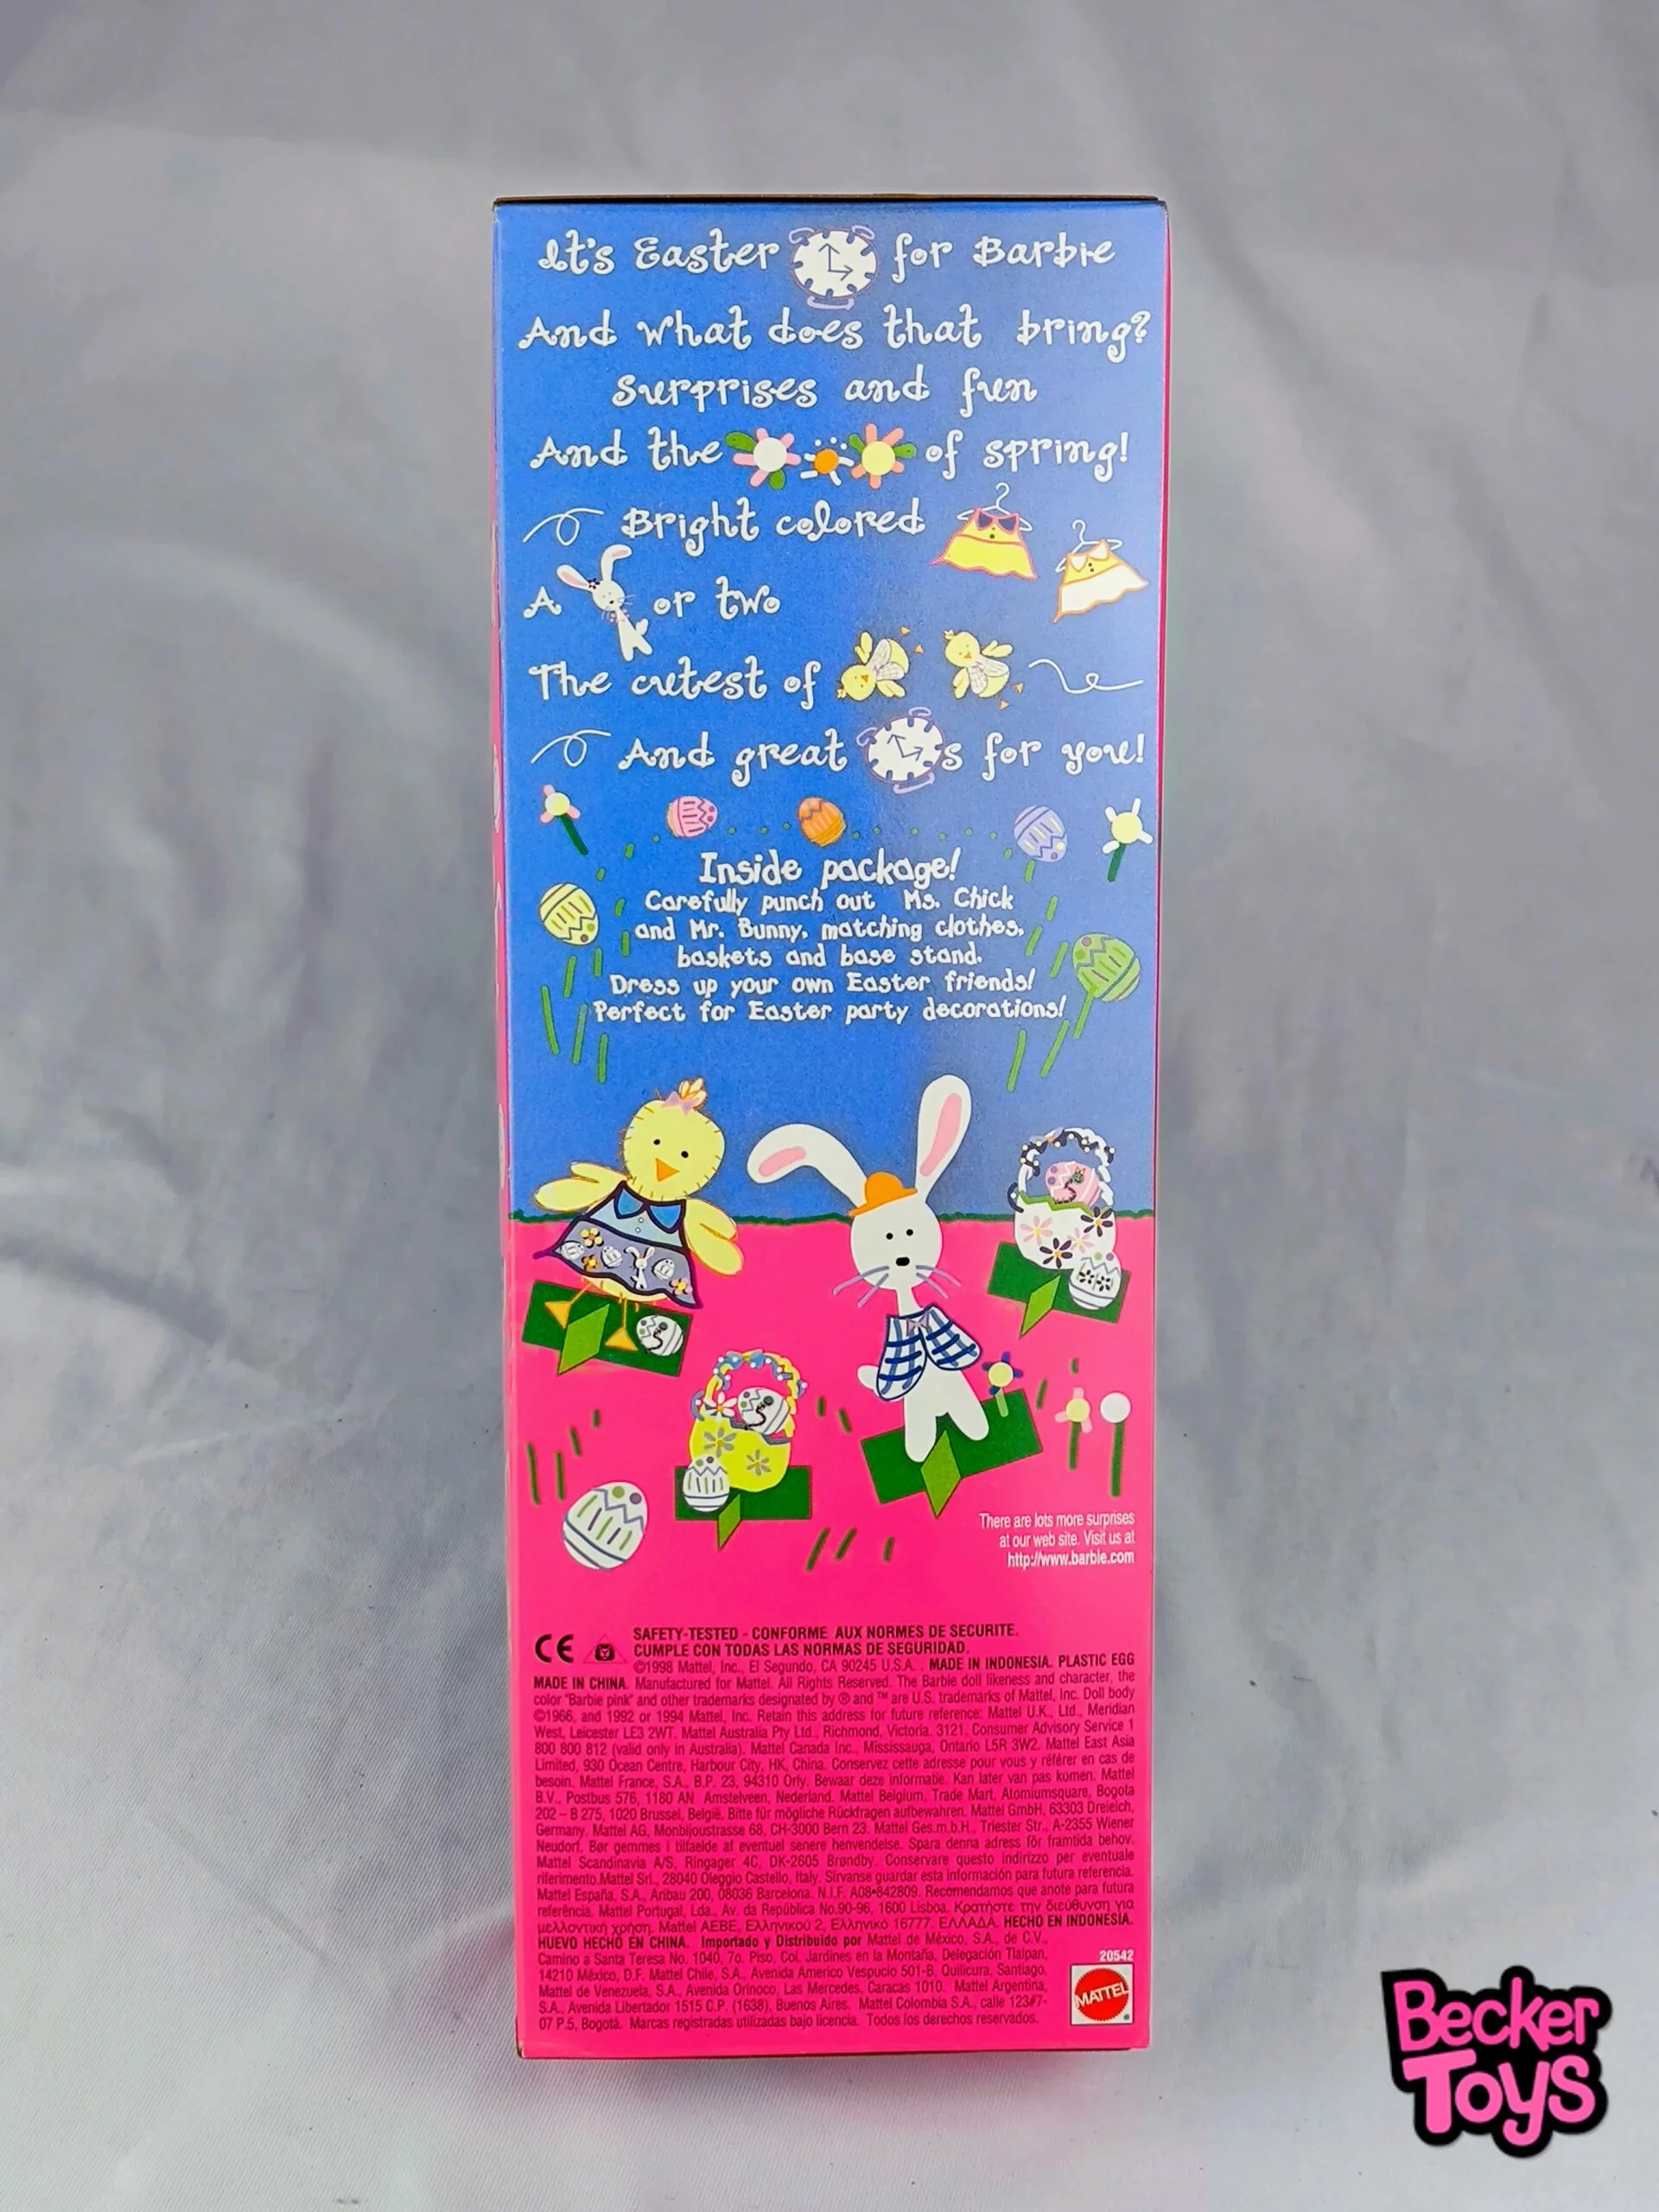 It's Easter for Barbie
And what does that bring?
Surprises and fun
And the of spring!
Bright colored
A or two
The cutest of
And great s for you!
Inside package!
Carefully punch out Ms. Chick
and Mr. Bunny, matching clothes,
baskets and base stand.
Dress up your own Easter friends!
Perfect for Easter party decorations!
There are lots more surprises
at our web site. Visit us at
http://www.barbie.com
CE
SAFETY-TESTED - CONFORME AUX NORMES DE SECURITE.
CUMPLE CON TODAS LAS NORMAS DE SEGURIDAD.
©1998 Mattel, Inc., El Segundo, CA 90245 U.S.A. . MADE IN INDONESIA. PLASTIC EGG
MADE IN CHINA. Manufactured for Mattel. All Rights Reserved. The Barbie doll likeness and character, the
color "Barbie pink" and other trademarks designated by ® and ™ are U.S. trademarks of Mattel, Inc. Doll body
©1966, and 1992 or 1994 Mattel, Inc. Retain this address for future reference: Mattel U.K., Ltd., Meridian
West, Leicester LE3 2WT. Mattel Australia Pty Ltd., Richmond, Victoria. 3121. Consumer Advisory Service 1
800 800 812 (valid only in Australia). Mattel Canada Inc., Mississauga, Ontario L5R 3W2. Mattel East Asia
Limited, 930 Ocean Centre, Harbour City, HK, China. Conservez cette adresse pour vous y référer en cas de
besoin. Mattel France, S.A., B.P. 23, 94310 Orly. Bewaar deze informatie. Kan later van pas komen. Mattel
B.V., Postbus 576, 1180 AN Amstelveen, Nederland. Mattel Belgium, Trade Mart, Atomiumsquare, Bogota
202 – B 275, 1020 Brussel, België. Bitte für mögliche Rückfragen aufbewahren. Mattel GmbH, 63303 Dreieich,
Germany. Mattel AG, Monbijoustrasse 68, CH-3000 Bern 23. Mattel Ges.m.b.H., Triester Str., A-2355 Wiener
Neudorf. Bør gemmes i tilfaelde af eventuel senere henvendelse. Spara denna adress för framtida behov.
Mattel Scandinavia A/S, Ringager 4C, DK-2605 Brøndby. Conservare questo indirizzo per eventuale
riferimento.Mattel Srl., 28040 Oleggio Castello, Italy. Sírvanse guardar esta información para futura referencia.
Mattel España, S.A., Aribau 200, 08036 Barcelona. N.I.F. A08•842809. Recomendamos que anote para futura
referência. Mattel Portugal, Lda., Av. da República No.90-96, 1600 Lisboa. Κρατήστε την διεύθυνση για
μελλοντική χρήση. Mattel AEBE, Ελληνικού 2, Ελληνικό 16777, ΕΛΛΑΔΑ. HECHO EN INDONESIA.
HUEVO HECHO EN CHINA. Importado y Distribuido por Mattel de México, S.A., de C.V.,
Camino a Santa Teresa No. 1040, 7o. Piso, Col. Jardines en la Montaña, Delegación Tlalpan,
14210 México, D.F. Mattel Chile, S.A., Avenida Americo Vespucio 501-B, Quilicura, Santiago.
Mattel de Venezuela, S.A., Avenida Orinoco, Las Mercedes, Caracas 1010. Mattel Argentina,
S.A., Avenida Libertador 1515 C.P. (1638), Buenos Aires. Mattel Colombia S.A., calle 123#7-
07 P.5, Bogotá. Marcas registradas utilizadas bajo licencia. Todos los derechos reservados.
20542
MATTEL
Becker
Toys